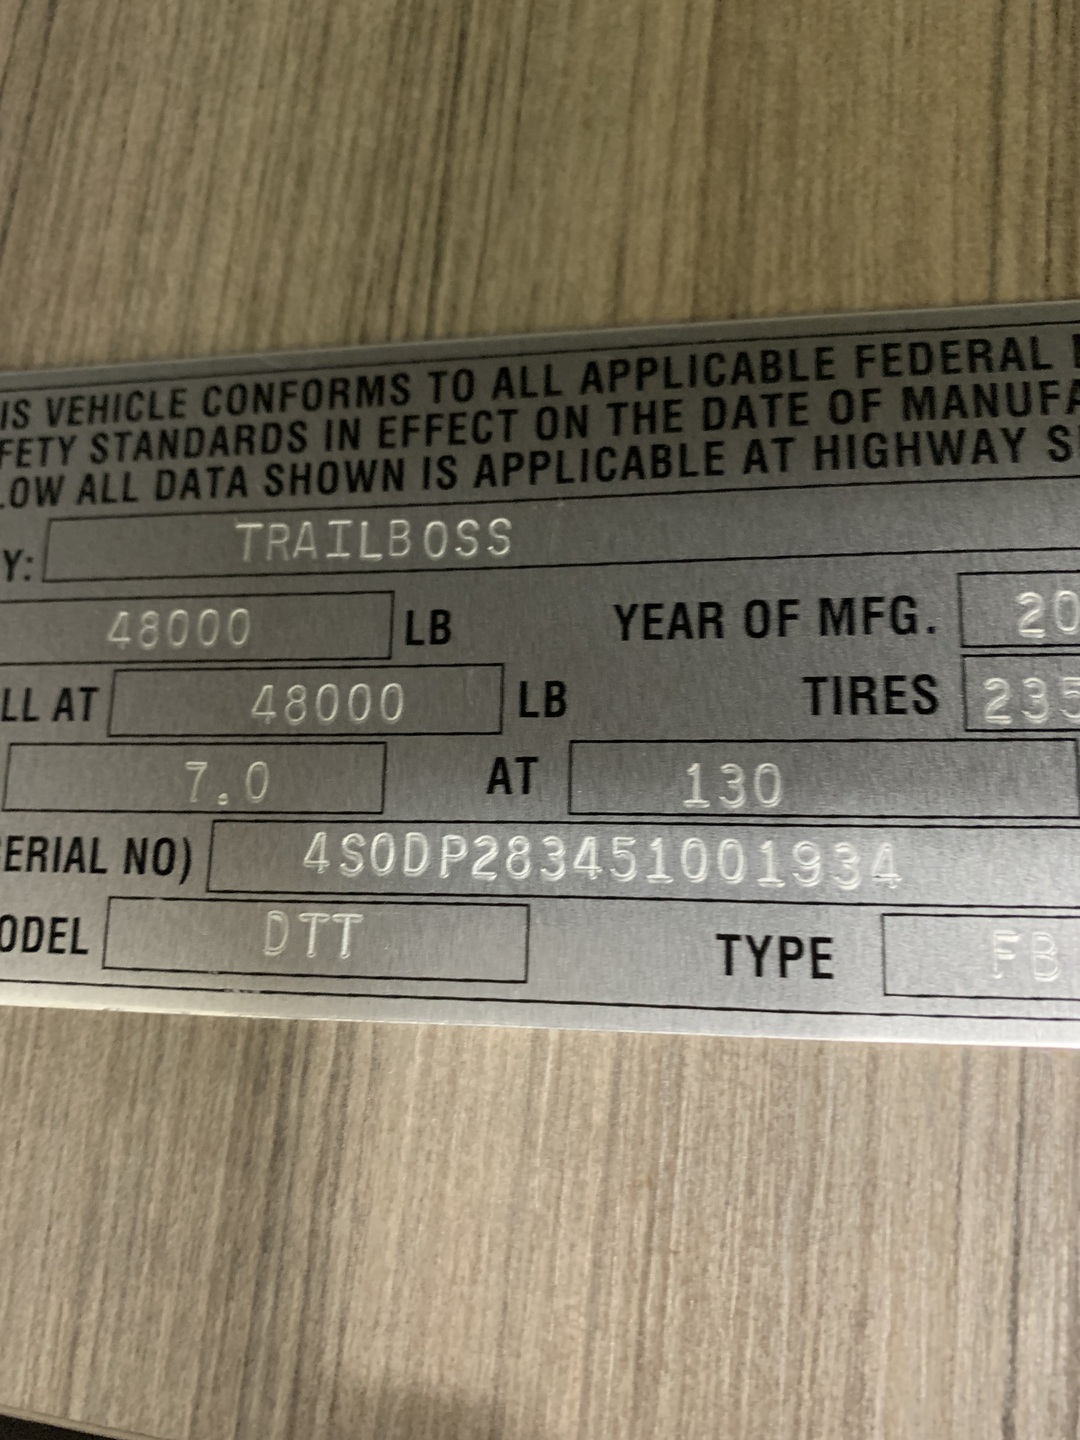 IS VEHICLE CONFORMS TO ALL APPLICABLE FEDERAL
FETY STANDARDS IN EFFECT ON THE DATE OF MANUFA
LOW ALL DATA SHOWN IS APPLICABLE AT HIGHWAY S
Y: TRAILBOSS
48000 LB YEAR OF MFG. 20
LL AT 48000 LB TIRES 235
7.0 AT 130
ERIAL NO) 4S0DP283451001934
ODEL DTT TYPE FB